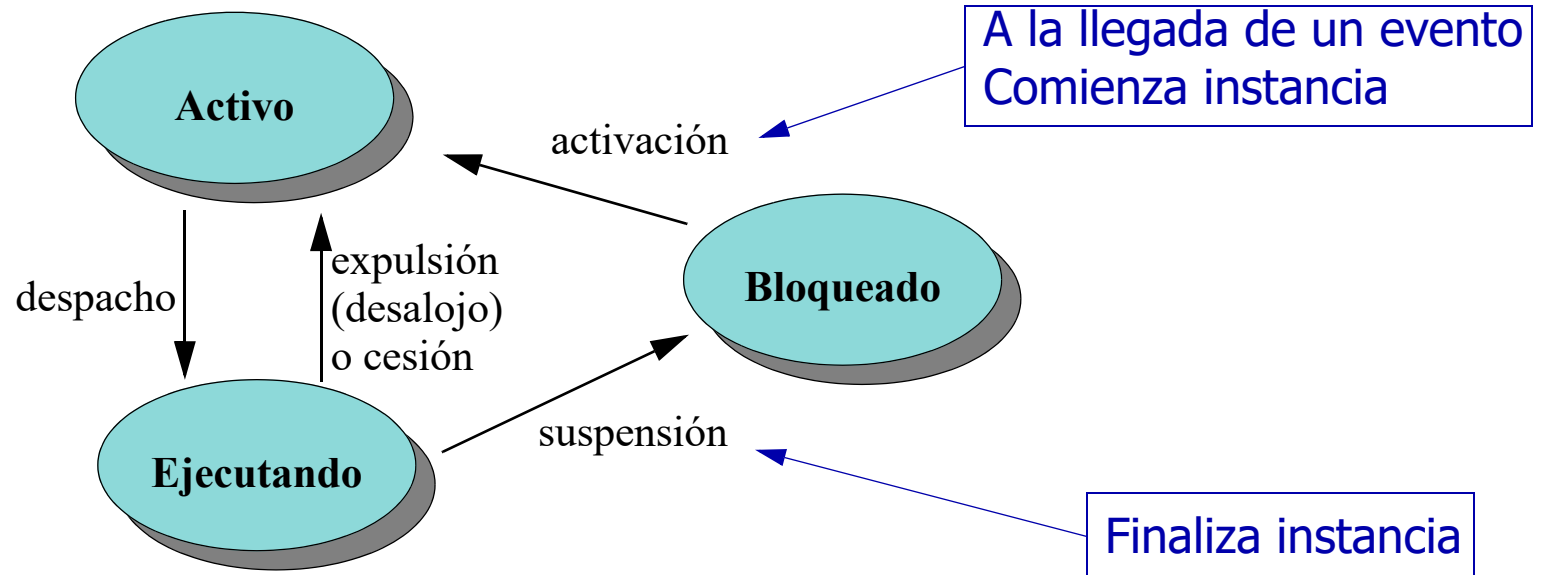 A la llegada de un evento
Comienza instancia
Activo
activación
expulsión
(desalojo)
o cesión
despacho
Bloqueado
suspensión
Ejecutando
Finaliza instancia